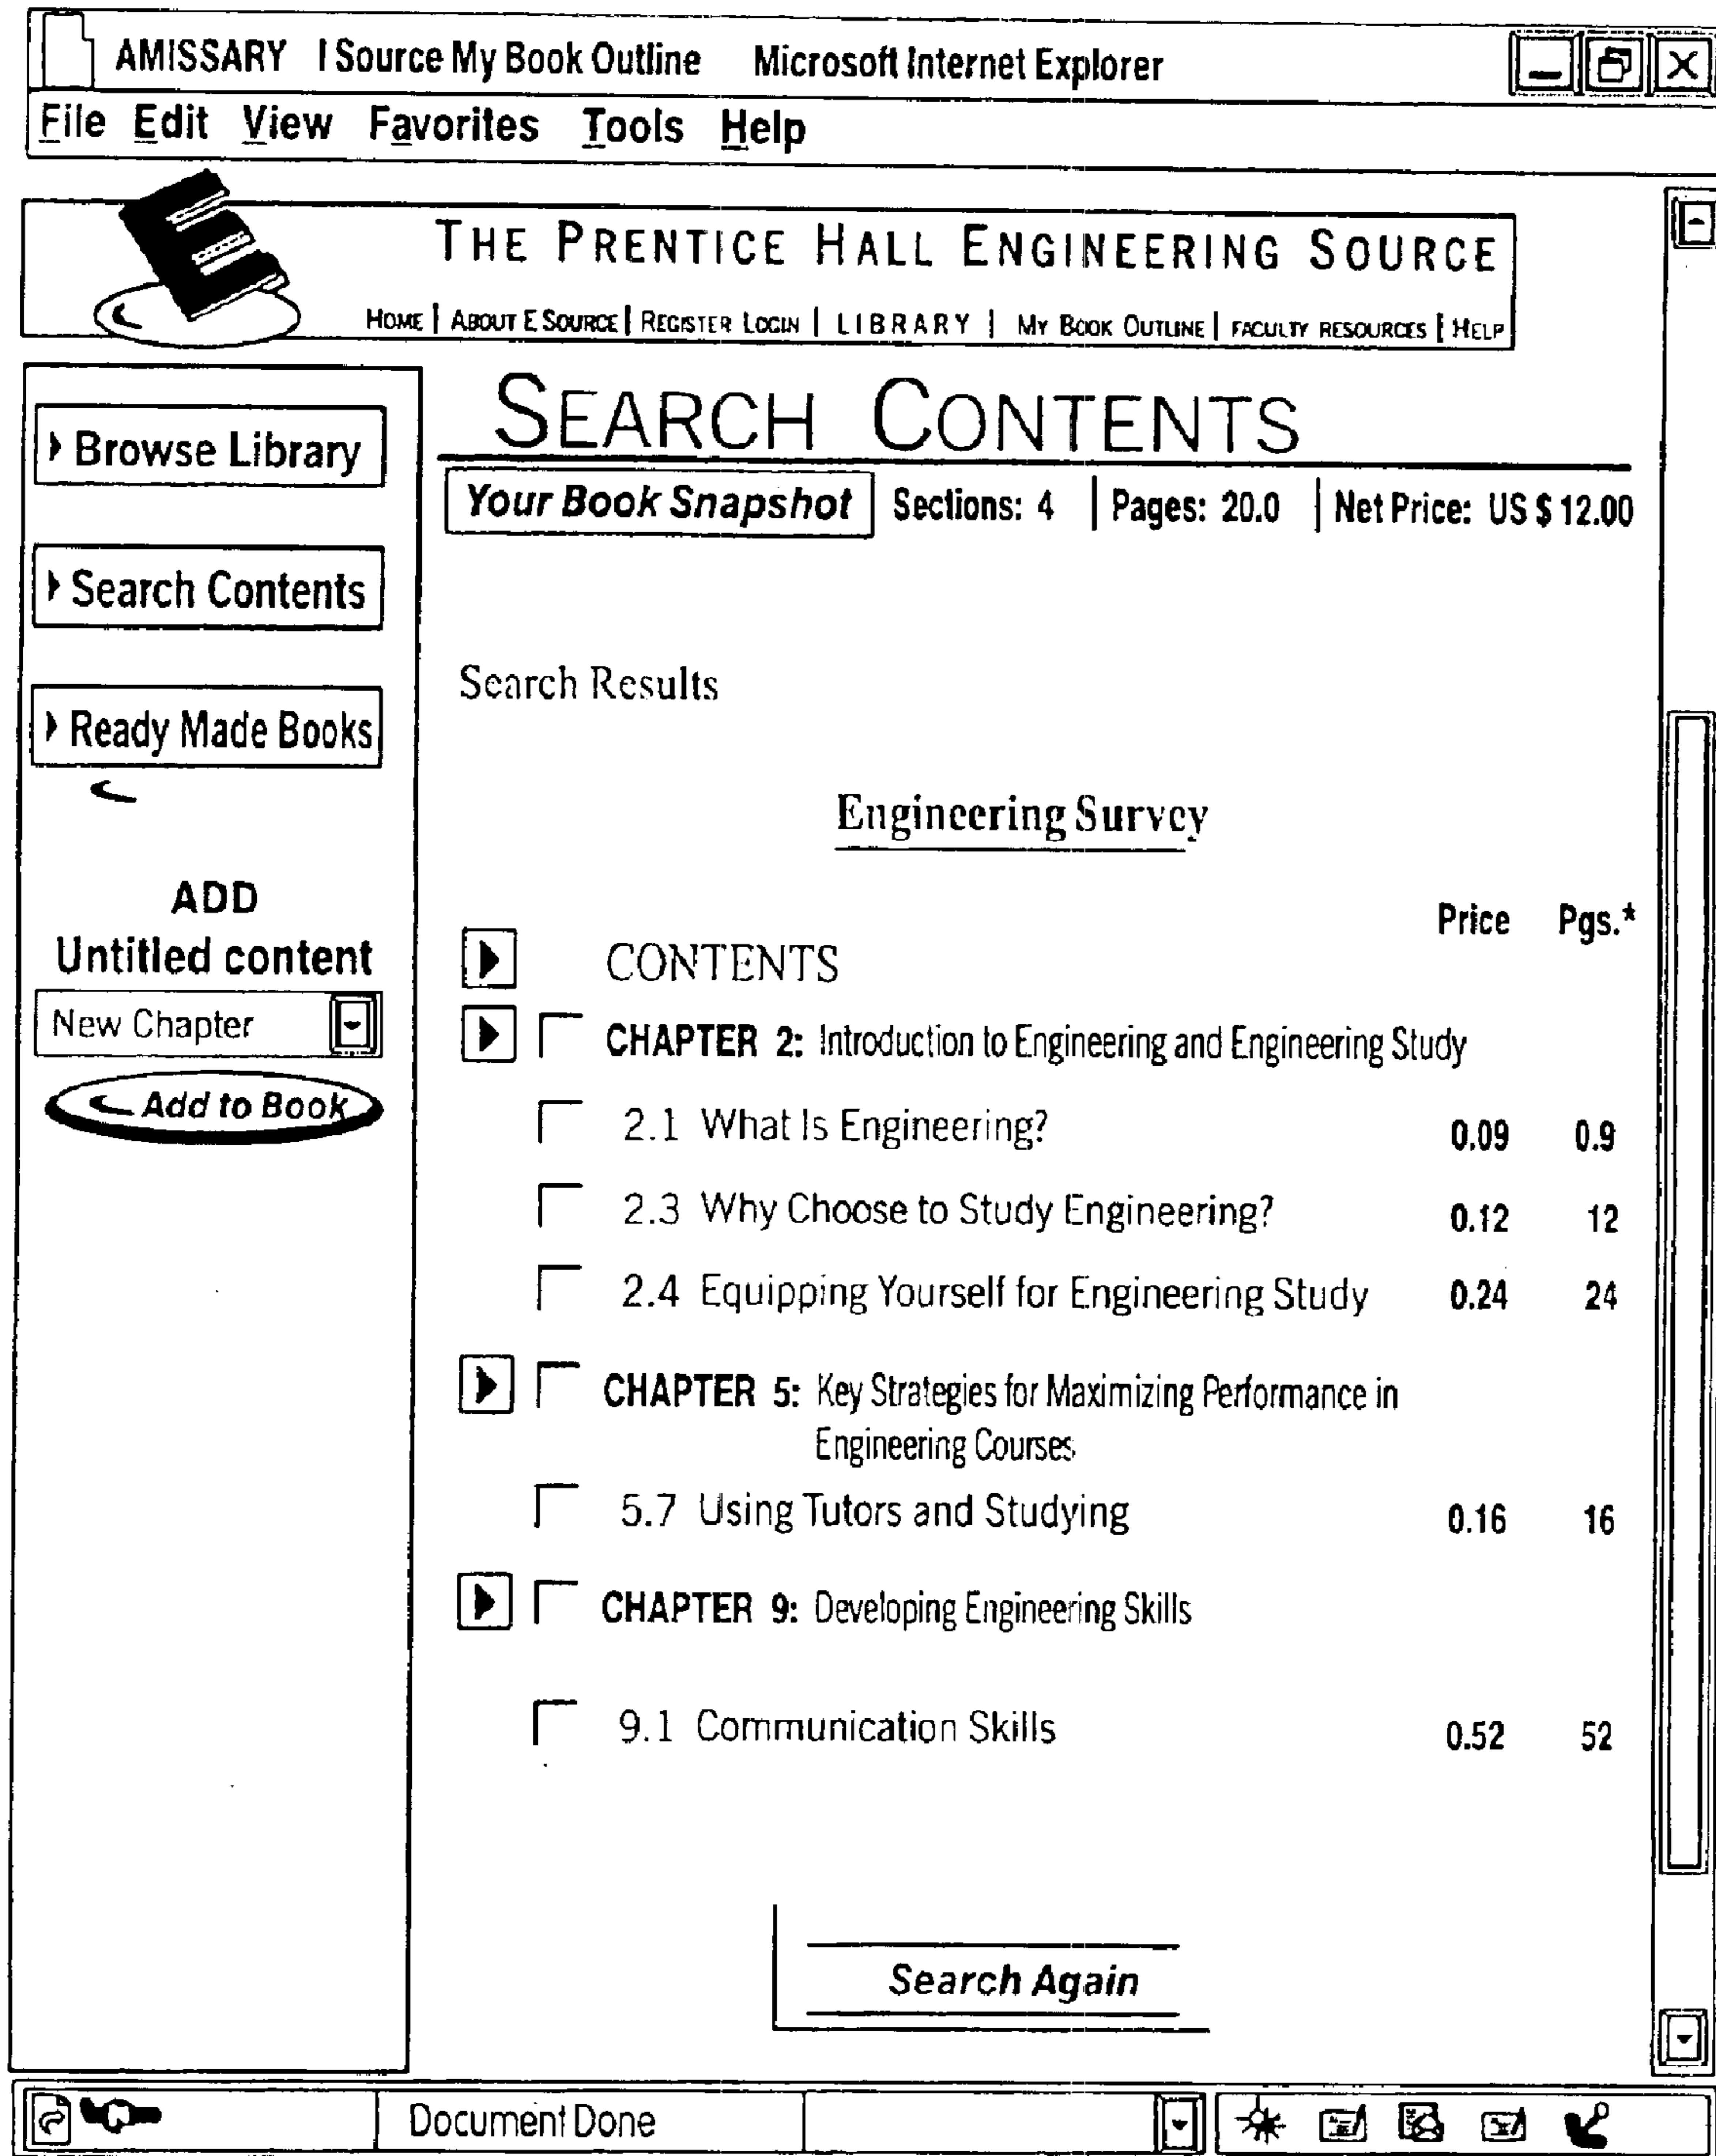 AMISSARY I Source My Book Outline Microsoft Internet Explorer
File Edit View Favorites Tools Help
THE PRENTICE HALL ENGINEERING SOURCE
HOME | ABOUT E SOURCE | REGISTER LOGIN | LIBRARY | MY BOOK OUTLINE | FACULTY RESOURCES | HELP
Browse Library
Search Contents
Ready Made Books
ADD
Untitled content
New Chapter
Add to Book
SEARCH CONTENTS
Your Book Snapshot | Sections: 4 | Pages: 20.0 | Net Price: US $ 12.00
Search Results
Engineering Survey
Price Pgs.*
CONTENTS
CHAPTER 2: Introduction to Engineering and Engineering Study
2.1 What Is Engineering? 0.09 0.9
2.3 Why Choose to Study Engineering? 0.12 12
2.4 Equipping Yourself for Engineering Study 0.24 24
CHAPTER 5: Key Strategies for Maximizing Performance in
Engineering Courses
5.7 Using Tutors and Studying 0.16 16
CHAPTER 9: Developing Engineering Skills
9.1 Communication Skills 0.52 52
Search Again
Document Done